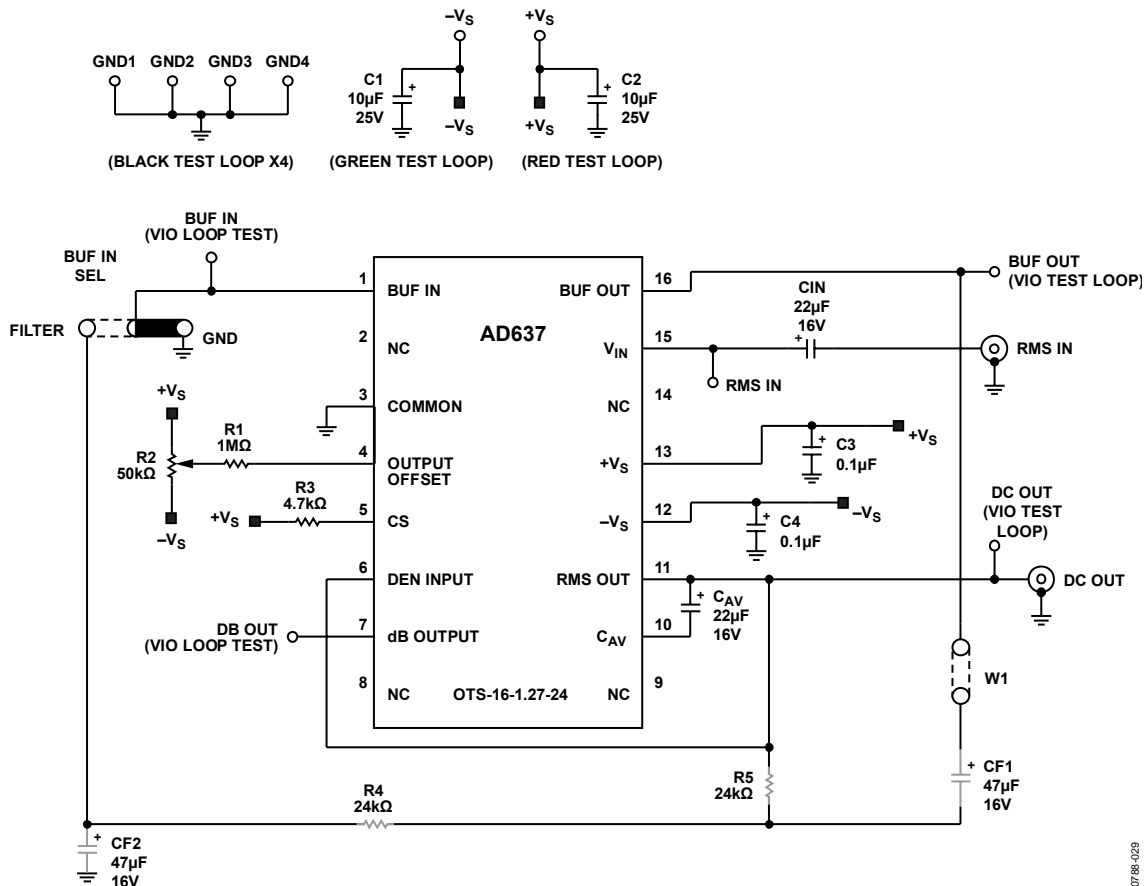 –VS
+VS
GND1 GND2 GND3 GND4
C1
10µF
25V
C2
10µF
25V
–VS
+VS
(BLACK TEST LOOP X4)
(GREEN TEST LOOP)
(RED TEST LOOP)
BUF IN
(VIO LOOP TEST)
BUF IN
SEL
FILTER
GND
1
BUF IN
2
NC
3
COMMON
4
OUTPUT
OFFSET
5
CS
6
DEN INPUT
7
dB OUTPUT
8
NC
AD637
OTS-16-1.27-24
16
BUF OUT
15
VIN
14
NC
13
+VS
12
–VS
11
RMS OUT
10
CAV
9
NC
+VS
R2
50kΩ
–VS
R1
1MΩ
R3
4.7kΩ
+VS
DB OUT
(VIO LOOP TEST)
BUF OUT
(VIO TEST LOOP)
CIN
22µF
16V
+
RMS IN
RMS IN
+VS
+
C3
0.1µF
–VS
+
C4
0.1µF
DC OUT
(VIO TEST
LOOP)
DC OUT
+
CAV
22µF
16V
W1
+
CF1
47µF
16V
R5
24kΩ
R4
24kΩ
+
CF2
47µF
16V
+
+
0788-029